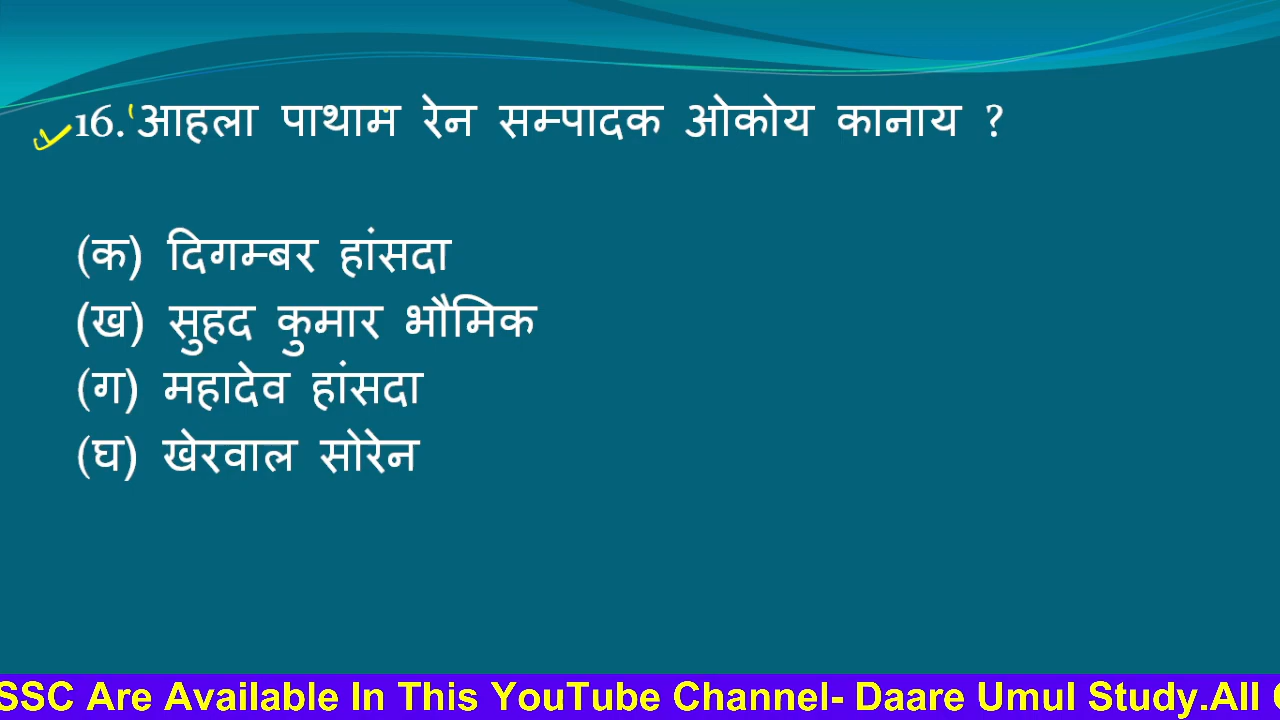 16. आहला पाथाम रेन सम्पादक ओकोय कानाय ?
(क) दिगम्बर हांसदा
(ख) सुहद कुमार भौमिक
(ग) महादेव हांसदा
(घ) खेरवाल सोरेन
SSC Are Available In This YouTube Channel- Daare Umul Study.All